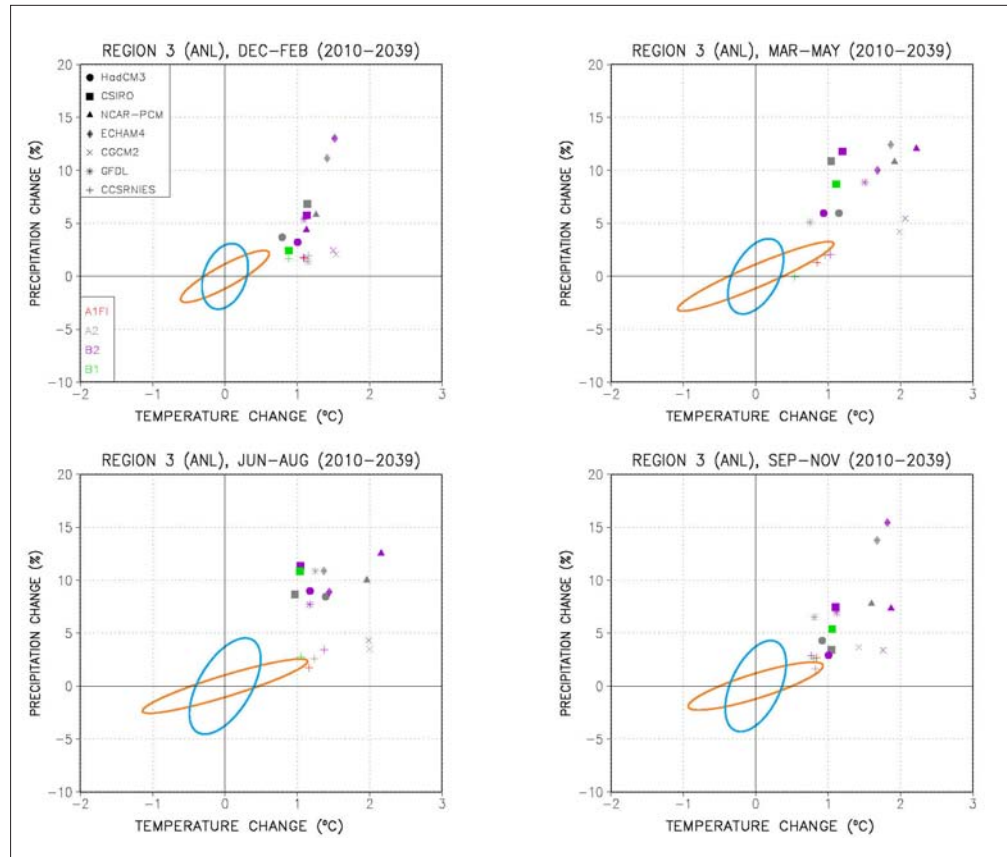 REGION 3 (ANL), DEC-FEB (2010-2039)
PRECIPITATION CHANGE (%)
20
15
10
5
0
-5
-10
HadCM3
CSIRO
NCAR-PCM
ECHAM4
CGCM2
GFDL
CCSRNIES
A1FI
A2
B2
B1
-2 -1 0 1 2 3
TEMPERATURE CHANGE (ºC)
REGION 3 (ANL), MAR-MAY (2010-2039)
PRECIPITATION CHANGE (%)
20
15
10
5
0
-5
-10
-2 -1 0 1 2 3
TEMPERATURE CHANGE (ºC)
REGION 3 (ANL), JUN-AUG (2010-2039)
PRECIPITATION CHANGE (%)
20
15
10
5
0
-5
-10
-2 -1 0 1 2 3
TEMPERATURE CHANGE (ºC)
REGION 3 (ANL), SEP-NOV (2010-2039)
PRECIPITATION CHANGE (%)
20
15
10
5
0
-5
-10
-2 -1 0 1 2 3
TEMPERATURE CHANGE (ºC)